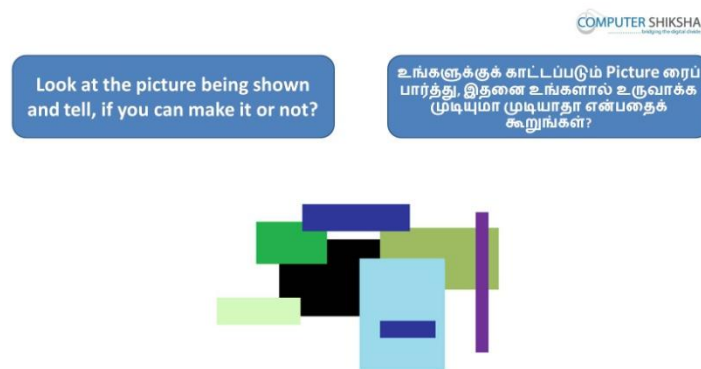 COMPUTER SHIKSHA
bridging the digital divide
Look at the picture being shown
and tell, if you can make it or not?
உங்களுக்குக் காட்டப்படும் Picture ரைப்
பார்த்து, இதனை உங்களால் உருவாக்க
முடியுமா முடியாதா என்பதைக்
கூறுங்கள்?